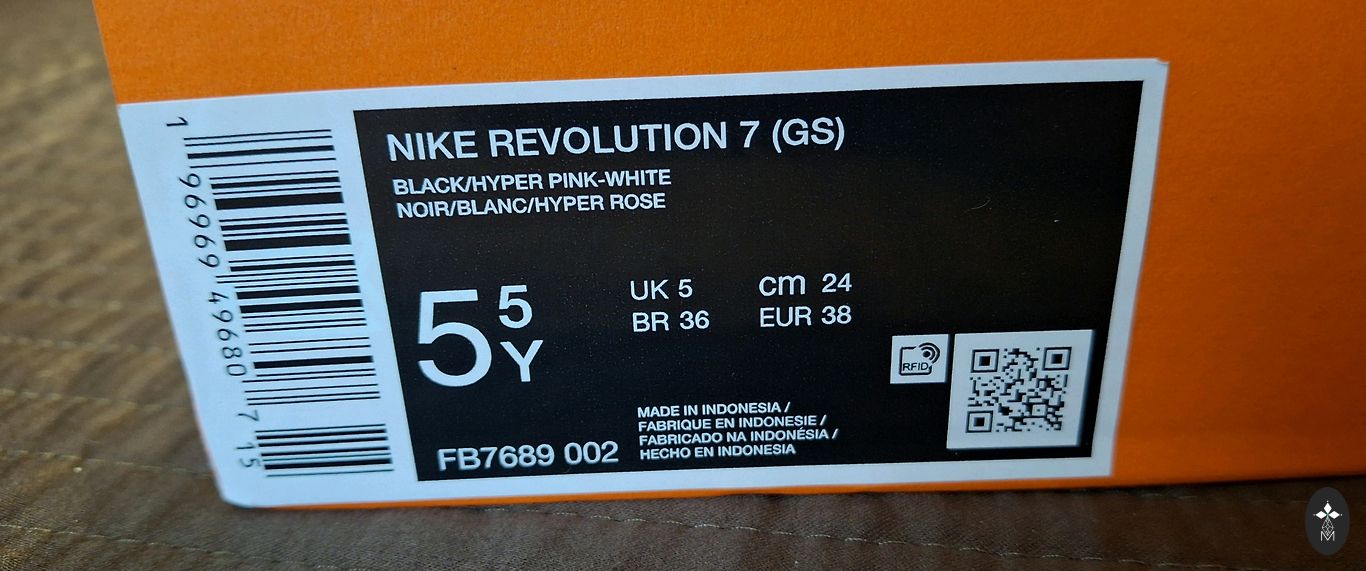 NIKE REVOLUTION 7 (GS)
BLACK/HYPER PINK-WHITE
NOIR/BLANC/HYPER ROSE
5 5 Y
UK 5 cm 24
BR 36 EUR 38
RFID
FB7689 002
MADE IN INDONESIA /
FABRIQUE EN INDONESIE /
FABRICADO NA INDONÉSIA /
HECHO EN INDONESIA
1 96969 49680 7 15
M